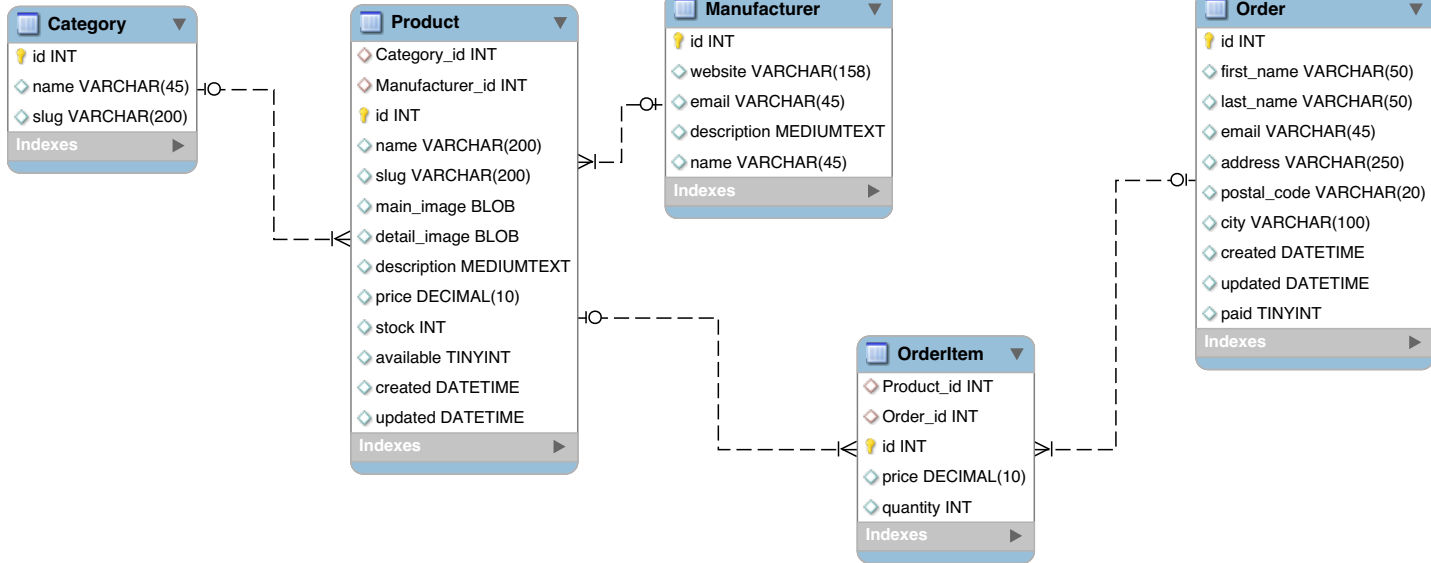 Category
id INT
name VARCHAR(45)
slug VARCHAR(200)
Indexes
Product
Category_id INT
Manufacturer_id INT
id INT
name VARCHAR(200)
slug VARCHAR(200)
main_image BLOB
detail_image BLOB
description MEDIUMTEXT
price DECIMAL(10)
stock INT
available TINYINT
created DATETIME
updated DATETIME
Indexes
Manufacturer
id INT
website VARCHAR(158)
email VARCHAR(45)
description MEDIUMTEXT
name VARCHAR(45)
Indexes
OrderItem
Product_id INT
Order_id INT
id INT
price DECIMAL(10)
quantity INT
Indexes
Order
id INT
first_name VARCHAR(50)
last_name VARCHAR(50)
email VARCHAR(45)
address VARCHAR(250)
postal_code VARCHAR(20)
city VARCHAR(100)
created DATETIME
updated DATETIME
paid TINYINT
Indexes